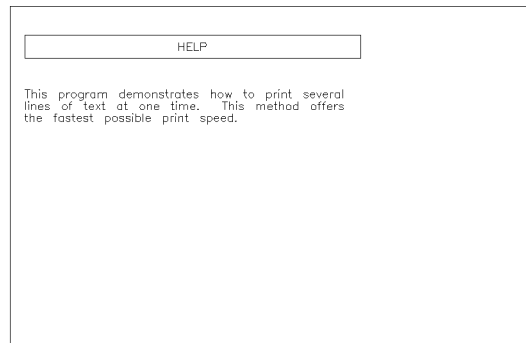 HELP
This program demonstrates how to print several
lines of text at one time. This method offers
the fastest possible print speed.